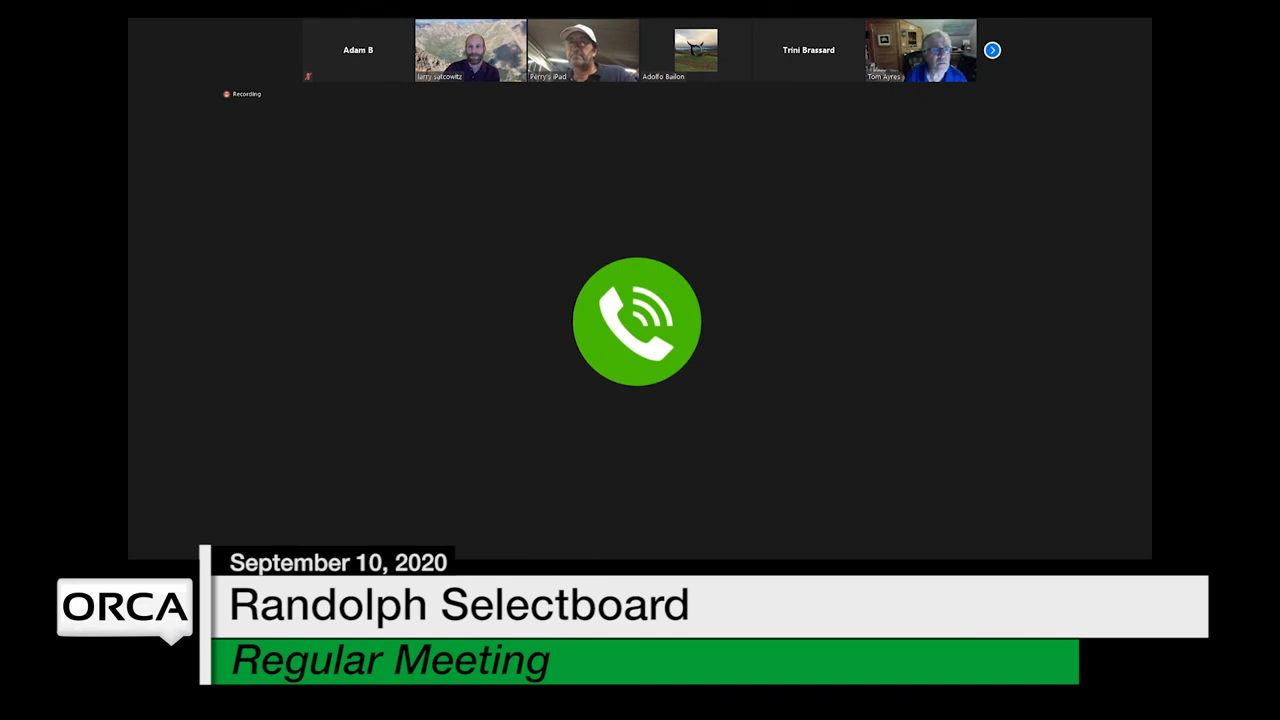 Adam B
larry satcowitz
Perry's iPad
Adolfo Bailon
Trini Brassard
Tom Ayres
Recording
September 10, 2020
ORCA
Randolph Selectboard
Regular Meeting